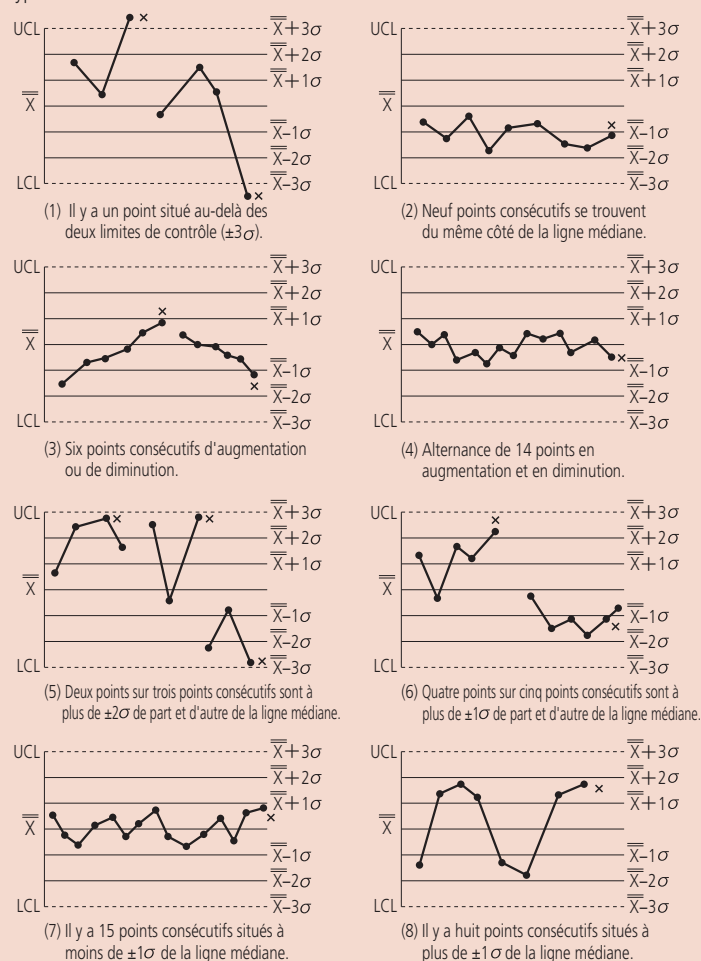 UCL
X̿+3σ
X̿+2σ
X̿+1σ
X̿
X̿–1σ
X̿–2σ
LCL
X̿–3σ
(1) Il y a un point situé au-delà des
deux limites de contrôle (±3σ).
UCL
X̿+3σ
X̿+2σ
X̿+1σ
X̿
X̿–1σ
X̿–2σ
LCL
X̿–3σ
(2) Neuf points consécutifs se trouvent
du même côté de la ligne médiane.
UCL
X̿+3σ
X̿+2σ
X̿+1σ
X̿
X̿–1σ
X̿–2σ
LCL
X̿–3σ
(3) Six points consécutifs d'augmentation
ou de diminution.
UCL
X̿+3σ
X̿+2σ
X̿+1σ
X̿
X̿–1σ
X̿–2σ
LCL
X̿–3σ
(4) Alternance de 14 points en
augmentation et en diminution.
UCL
X̿+3σ
X̿+2σ
X̿+1σ
X̿
X̿–1σ
X̿–2σ
LCL
X̿–3σ
(5) Deux points sur trois points consécutifs sont à
plus de ±2σ de part et d'autre de la ligne médiane.
UCL
X̿+3σ
X̿+2σ
X̿+1σ
X̿
X̿–1σ
X̿–2σ
LCL
X̿–3σ
(6) Quatre points sur cinq points consécutifs sont à
plus de ±1σ de part et d'autre de la ligne médiane.
UCL
X̿+3σ
X̿+2σ
X̿+1σ
X̿
X̿–1σ
X̿–2σ
LCL
X̿–3σ
(7) Il y a 15 points consécutifs situés à
moins de ±1σ de la ligne médiane.
UCL
X̿+3σ
X̿+2σ
X̿+1σ
X̿
X̿–1σ
X̿–2σ
LCL
X̿–3σ
(8) Il y a huit points consécutifs situés à
plus de ±1σ de la ligne médiane.